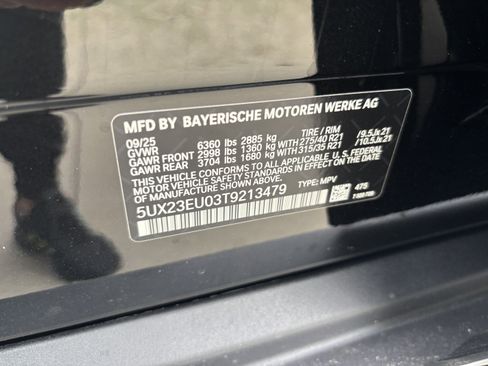 MFD BY BAYERISCHE MOTOREN WERKE AG
09/25
GVWR 6360 lbs 2885 kg TIRE / RIM
GAWR FRONT 2998 lbs 1360 kg WITH 275/40 R21 /9.5Jx21
GAWR REAR 3704 lbs 1680 kg WITH 315/35 R21 /10.5Jx21
THIS VEHICLE CONFORMS TO ALL APPLICABLE U.S. FEDERAL
MOTOR VEHICLE SAFETY STANDARDS IN EFFECT ON THE DATE
OF MANUFACTURE SHOWN ABOVE.
5UX23EU03T9213479 TYPE: MPV 475